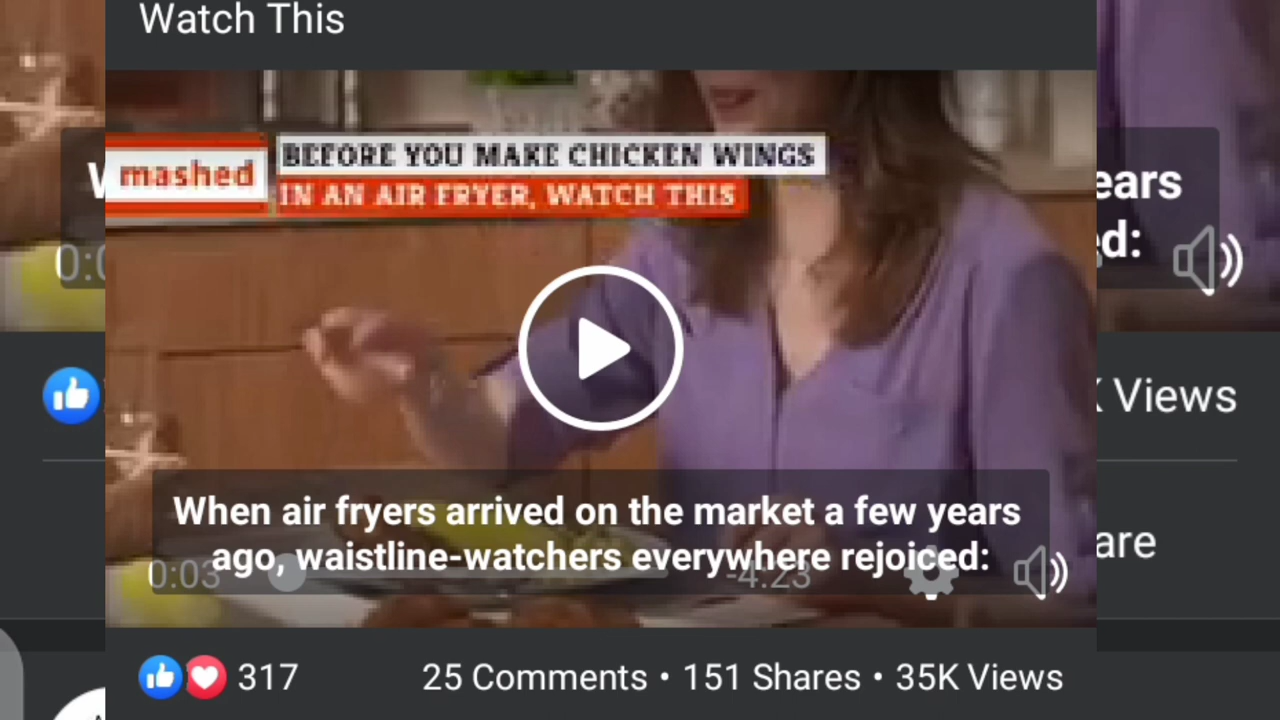 Watch This
mashed
BEFORE YOU MAKE CHICKEN WINGS
IN AN AIR FRYER, WATCH THIS
ears
ed:
When air fryers arrived on the market a few years
ago, waistline-watchers everywhere rejoiced:
0:03
-4:23
K Views
are
317
25 Comments • 151 Shares • 35K Views